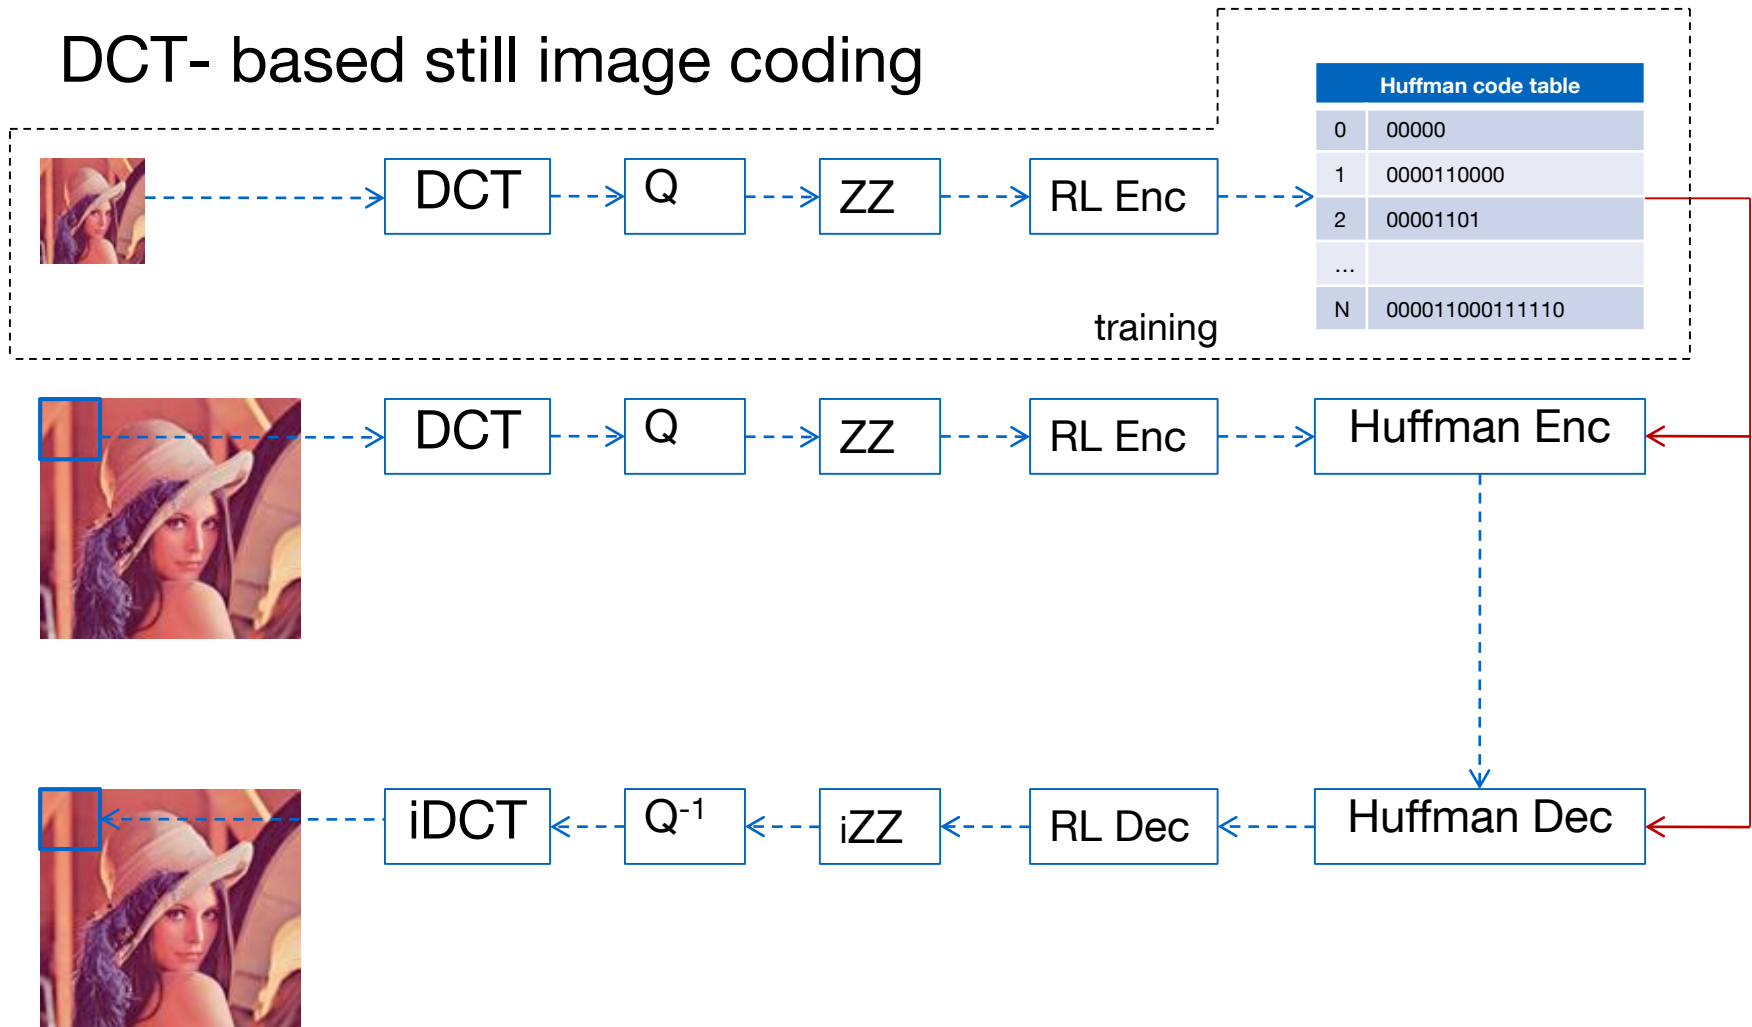 DCT- based still image coding
Huffman code table
0 00000
1 0000110000
2 00001101
...
N 000011000111110
DCT Q ZZ RL Enc
training
DCT Q ZZ RL Enc Huffman Enc
iDCT Q⁻¹ iZZ RL Dec Huffman Dec